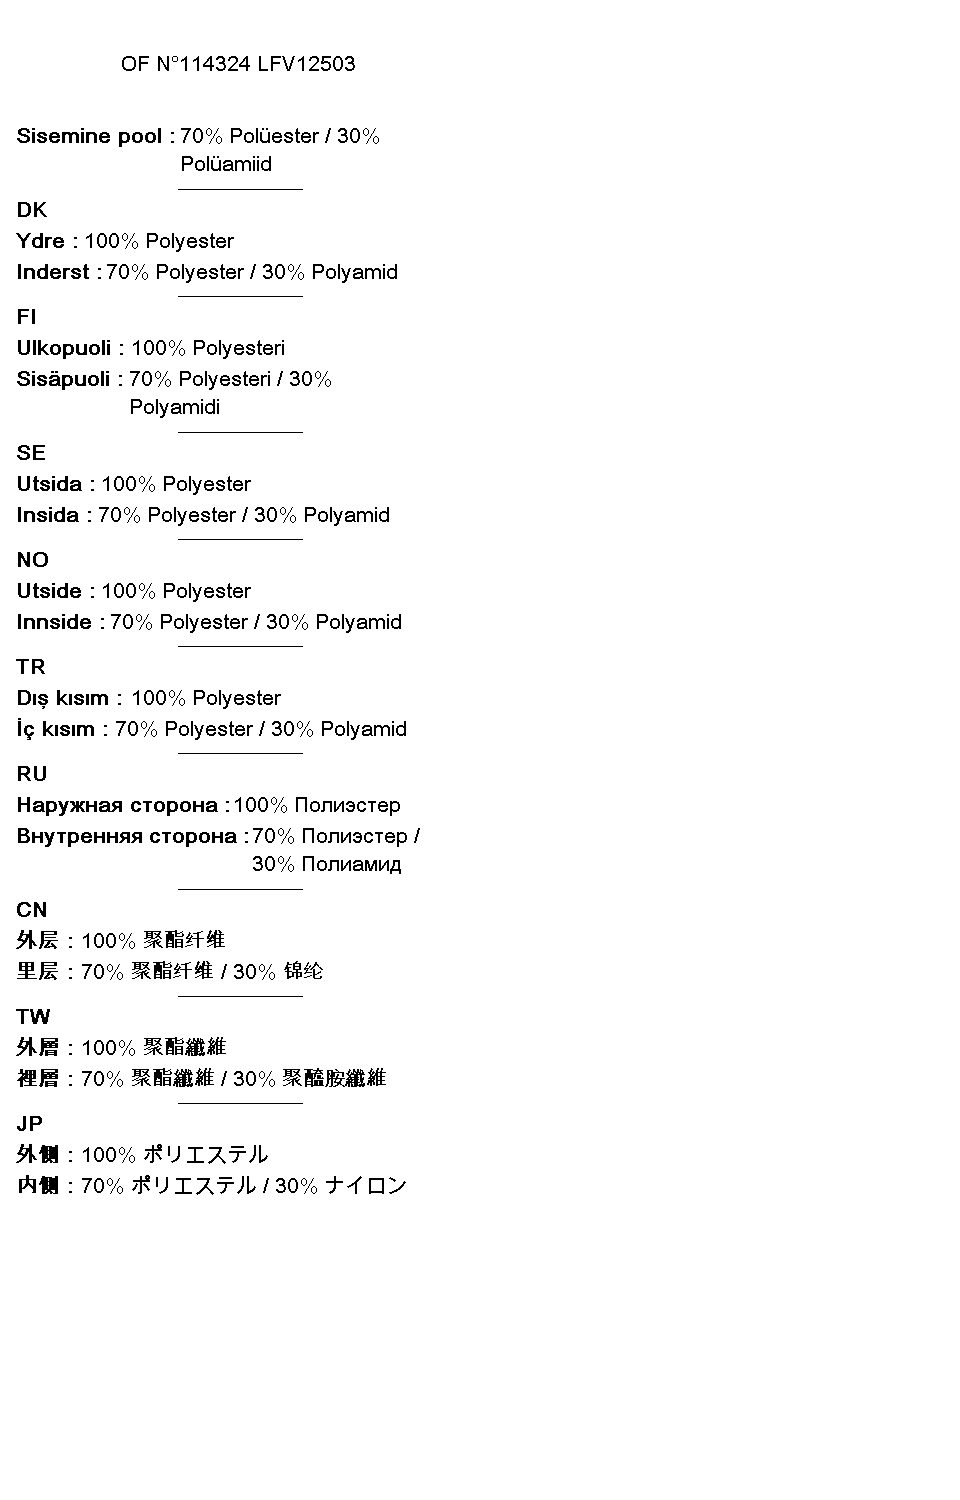 OF N°114324 LFV12503
Sisemine pool : 70% Polüester / 30%
Polüamiid
DK
Ydre : 100% Polyester
Inderst : 70% Polyester / 30% Polyamid
FI
Ulkopuoli : 100% Polyesteri
Sisäpuoli : 70% Polyesteri / 30%
Polyamidi
SE
Utsida : 100% Polyester
Insida : 70% Polyester / 30% Polyamid
NO
Utside : 100% Polyester
Innside : 70% Polyester / 30% Polyamid
TR
Dış kısım : 100% Polyester
İç kısım : 70% Polyester / 30% Polyamid
RU
Наружная сторона : 100% Полиэстер
Внутренняя сторона : 70% Полиэстер /
30% Полиамид
CN
外层 : 100% 聚酯纤维
里层 : 70% 聚酯纤维 / 30% 锦纶
TW
外層 : 100% 聚酯纖維
裡層 : 70% 聚酯纖維 / 30% 聚醯胺纖維
JP
外側 : 100% ポリエステル
内側 : 70% ポリエステル / 30% ナイロン